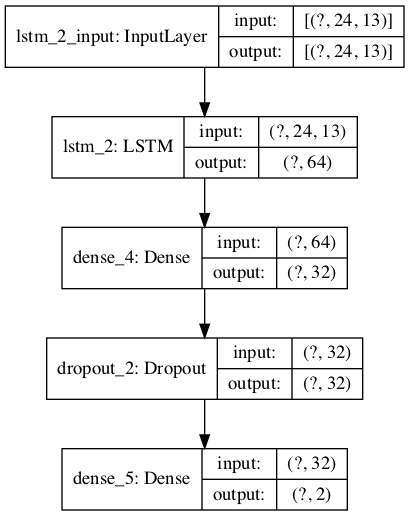 lstm_2_input: InputLayer
input: [(?, 24, 13)]
output: [(?, 24, 13)]
lstm_2: LSTM
input: (?, 24, 13)
output: (?, 64)
dense_4: Dense
input: (?, 64)
output: (?, 32)
dropout_2: Dropout
input: (?, 32)
output: (?, 32)
dense_5: Dense
input: (?, 32)
output: (?, 2)